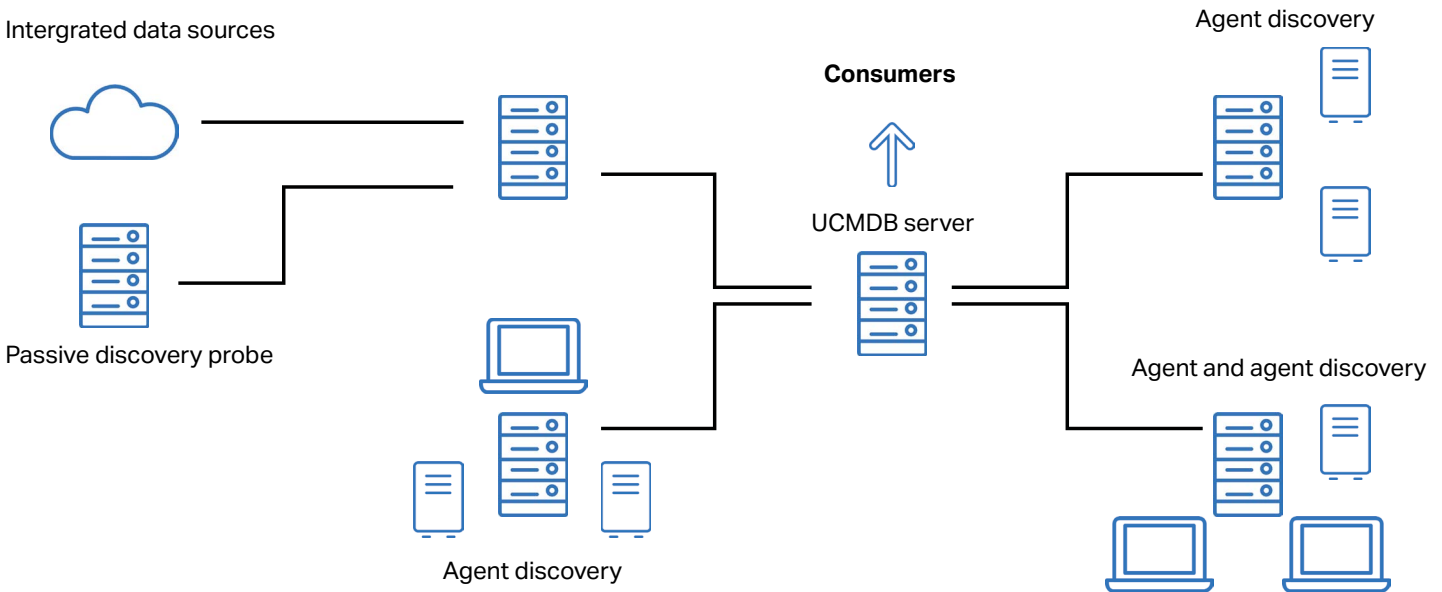 Intergrated data sources
Agent discovery
Consumers
UCMDB server
Passive discovery probe
Agent and agent discovery
Agent discovery